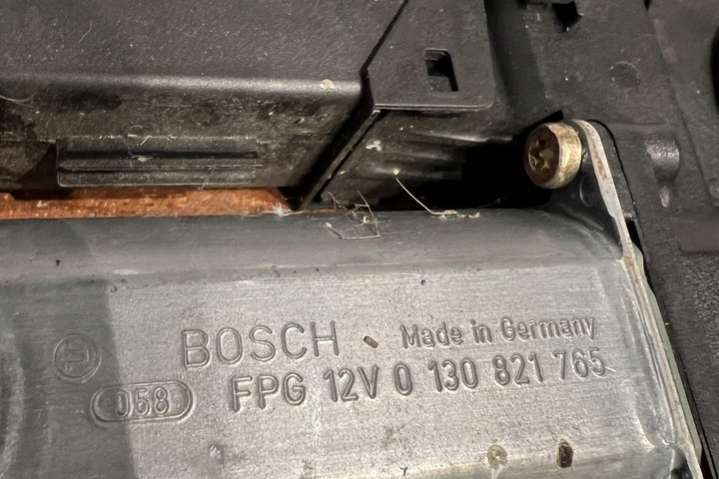 BOSCH Made in Germany
FPG 12V 0 130 821 765
058